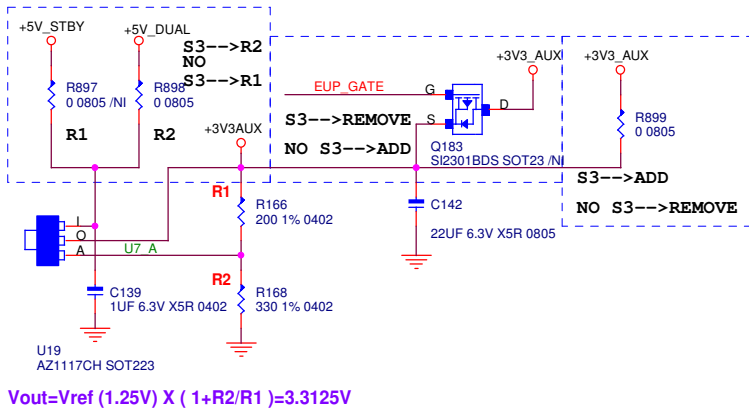 +5V_STBY
+5V_DUAL
S3-->R2
NO
S3-->R1
R897
0 0805 /NI
R898
0 0805
R1
R2
+3V3AUX
EUP_GATE
G
D
S
+3V3_AUX
S3-->REMOVE
NO S3-->ADD
Q183
SI2301BDS SOT23 /NI
+3V3_AUX
R899
0 0805
S3-->ADD
NO S3-->REMOVE
R1
R166
200 1% 0402
C142
22UF 6.3V X5R 0805
I
O
A
U7_A
R2
R168
330 1% 0402
C139
1UF 6.3V X5R 0402
U19
AZ1117CH SOT223
Vout=Vref (1.25V) X ( 1+R2/R1 )=3.3125V